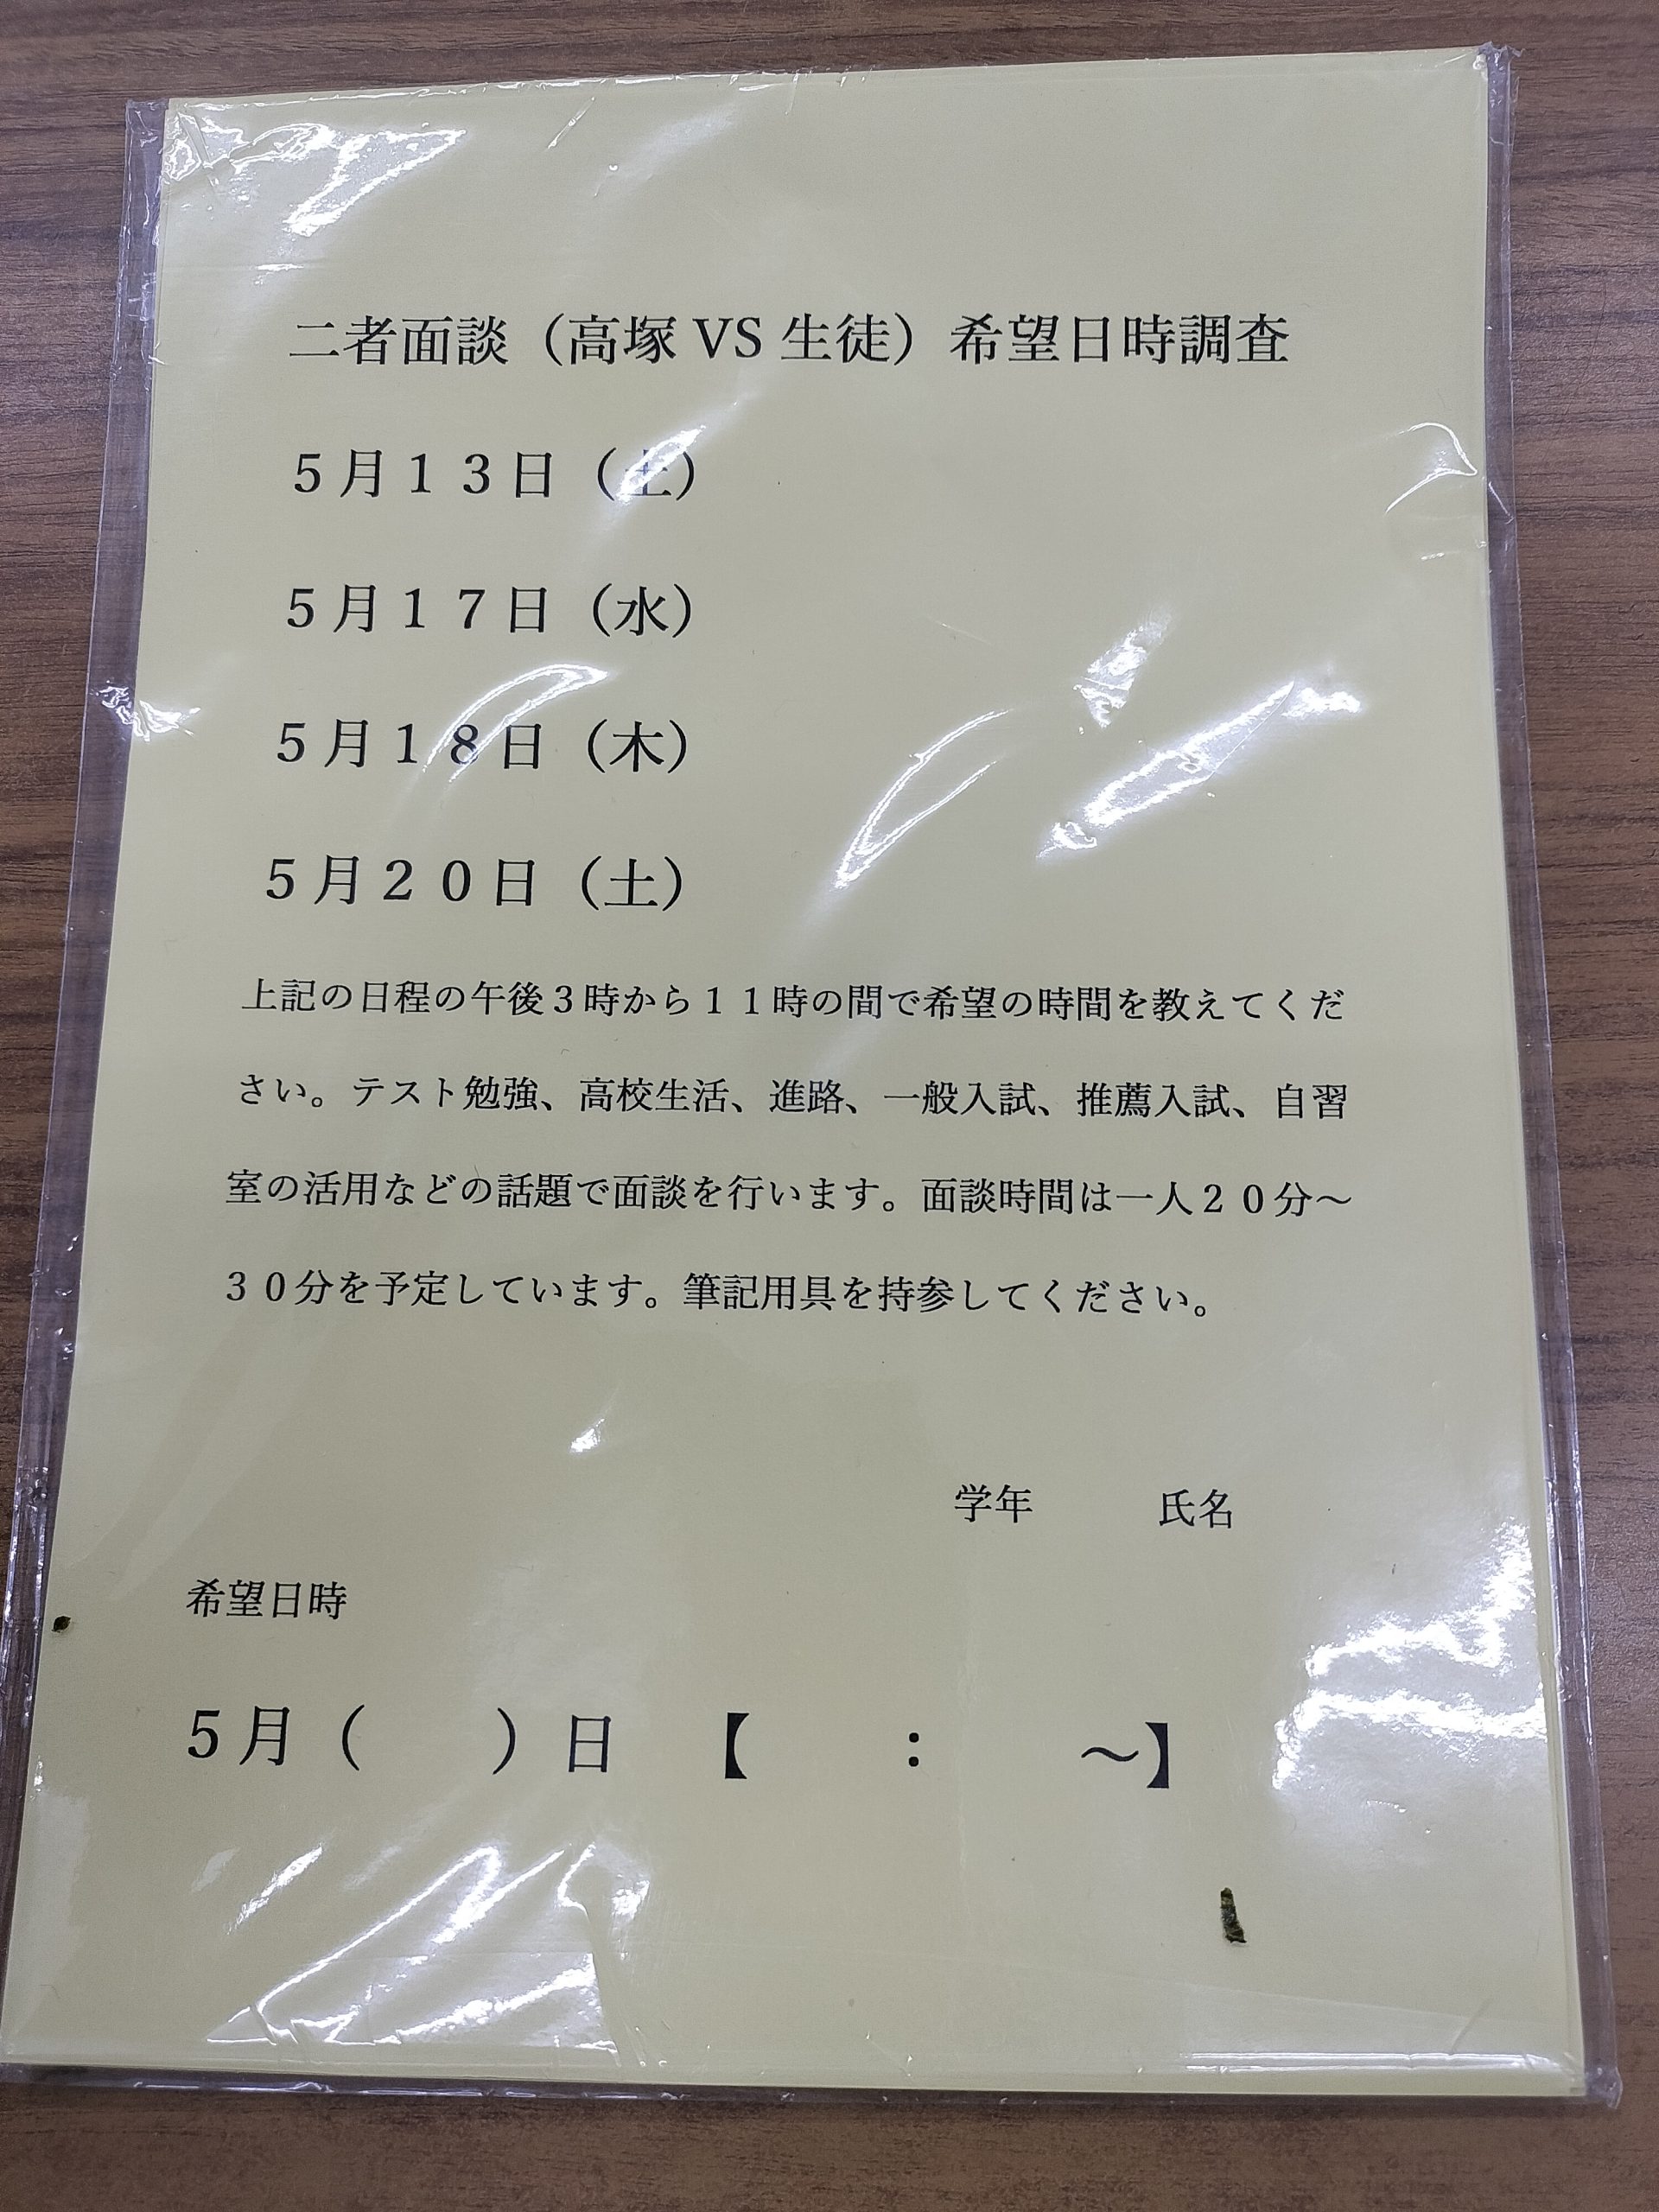 二者面談（高塚 VS 生徒）希望日時調査
５月１３日（土）
５月１７日（水）
５月１８日（木）
５月２０日（土）
上記の日程の午後３時から１１時の間で希望の時間を教えてくだ
さい。テスト勉強、高校生活、進路、一般入試、推薦入試、自習
室の活用などの話題で面談を行います。面談時間は一人２０分～
３０分を予定しています。筆記用具を持参してください。
学年　　　氏名
希望日時
５月（　　）日　【　　：　　～】